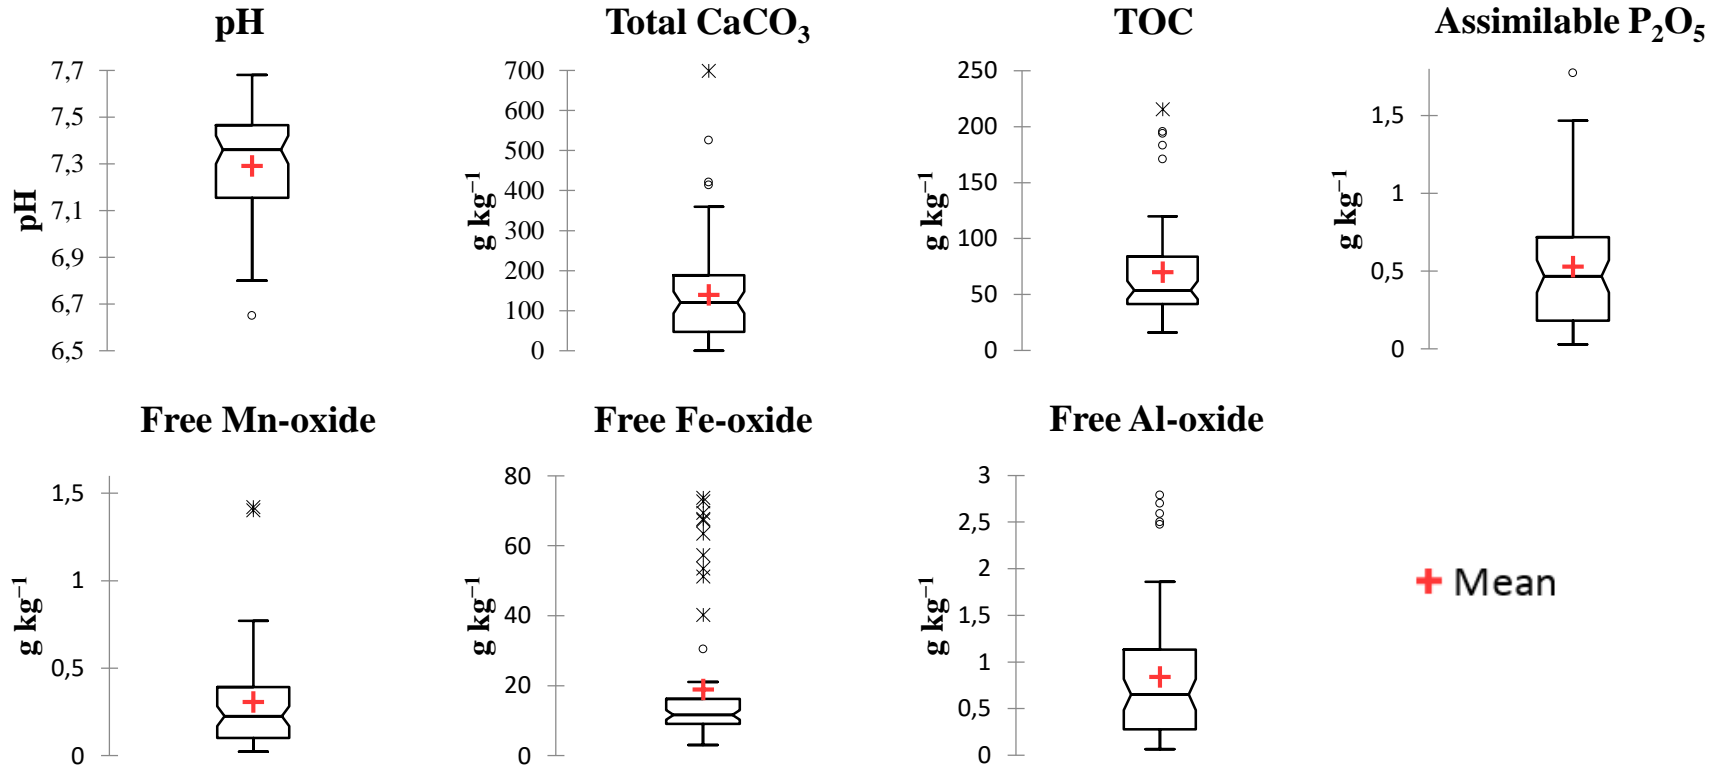 pH
7,7
7,5
7,3
7,1
6,9
6,7
6,5
pH
Total CaCO₃
700
600
500
400
300
200
100
0
g kg⁻¹
TOC
250
200
150
100
50
0
g kg⁻¹
Assimilable P₂O₅
1,5
1
0,5
0
g kg⁻¹
Free Mn-oxide
1,5
1
0,5
0
g kg⁻¹
Free Fe-oxide
80
60
40
20
0
g kg⁻¹
Free Al-oxide
3
2,5
2
1,5
1
0,5
0
g kg⁻¹
Mean